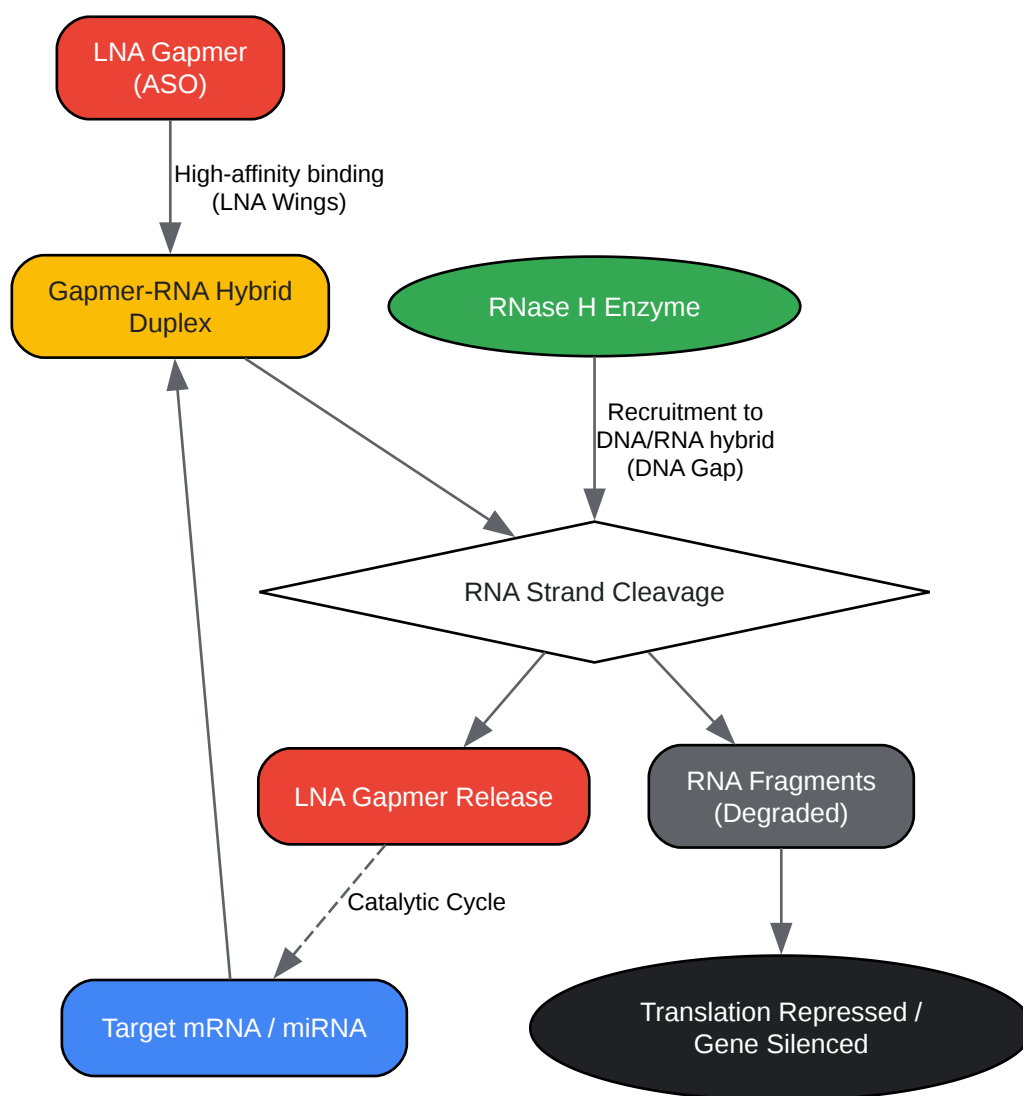 LNA Gapmer
(ASO)
High-affinity binding
(LNA Wings)
Gapmer-RNA Hybrid
Duplex
RNase H Enzyme
Recruitment to
DNA/RNA hybrid
(DNA Gap)
RNA Strand Cleavage
LNA Gapmer Release
RNA Fragments
(Degraded)
Catalytic Cycle
Target mRNA / miRNA
Translation Repressed /
Gene Silenced